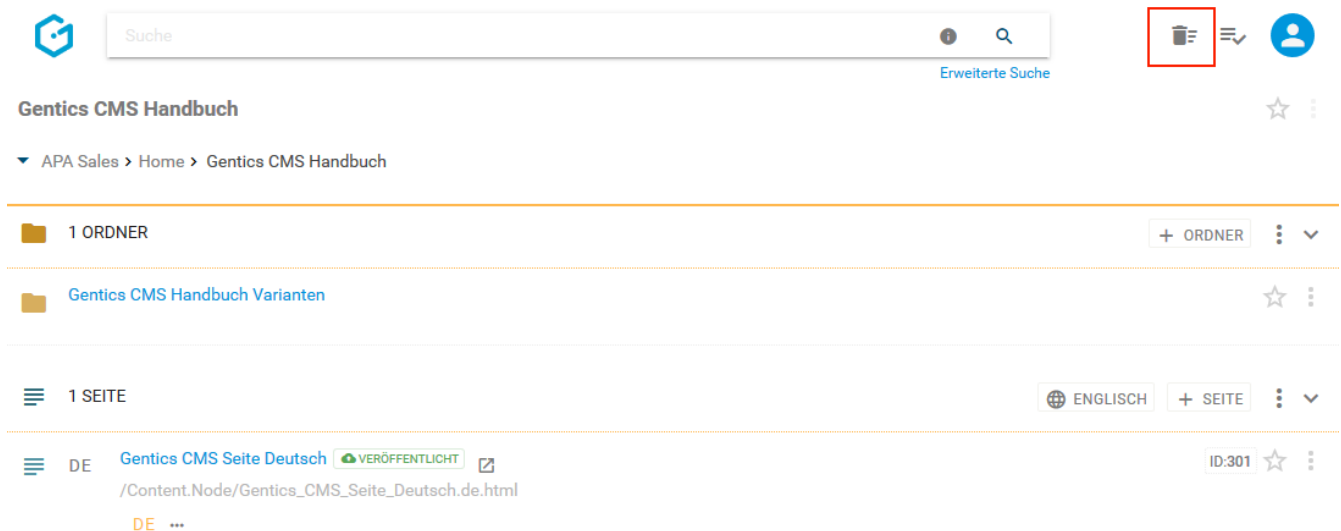 Suche
Erweiterte Suche
Gentics CMS Handbuch
APA Sales > Home > Gentics CMS Handbuch
1 ORDNER
+ ORDNER
Gentics CMS Handbuch Varianten
1 SEITE
ENGLISCH
+ SEITE
DE Gentics CMS Seite Deutsch VERÖFFENTLICHT
ID:301
/Content.Node/Gentics_CMS_Seite_Deutsch.de.html
DE ...